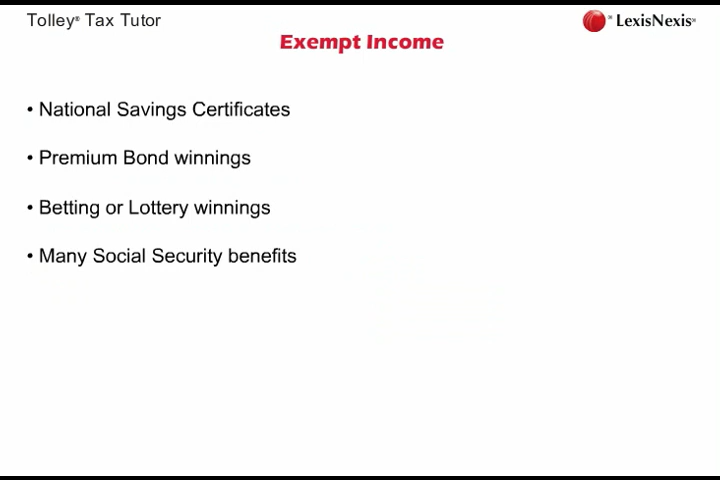 Tolley® Tax Tutor
LexisNexis®
Exempt Income
• National Savings Certificates
• Premium Bond winnings
• Betting or Lottery winnings
• Many Social Security benefits